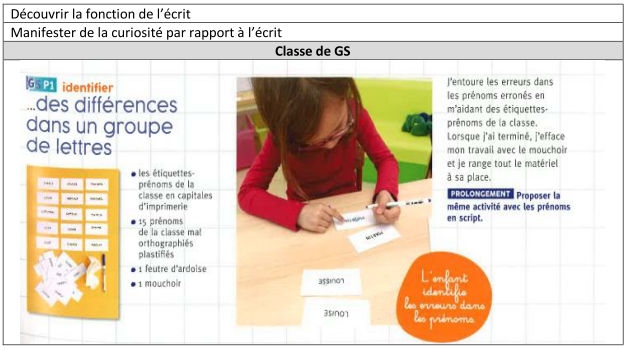 Découvrir la fonction de l’écrit
Manifester de la curiosité par rapport à l’écrit
Classe de GS
GS P1 identifier
...des différences
dans un groupe
de lettres
• les étiquettes-
prénoms de la
classe en capitales
d'imprimerie
• 15 prénoms
de la classe mal
orthographiés
plastifiés
• 1 feutre d'ardoise
• 1 mouchoir
LOUISSE
LOUISE
J'entoure les erreurs dans
les prénoms erronés en
m'aidant des étiquettes-
prénoms de la classe.
Lorsque j'ai terminé, j'efface
mon travail avec le mouchoir
et je range tout le matériel
à sa place.
PROLONGEMENT Proposer la
même activité avec les prénoms
en script.
L'enfant
identifie
les erreurs dans
les prénoms.